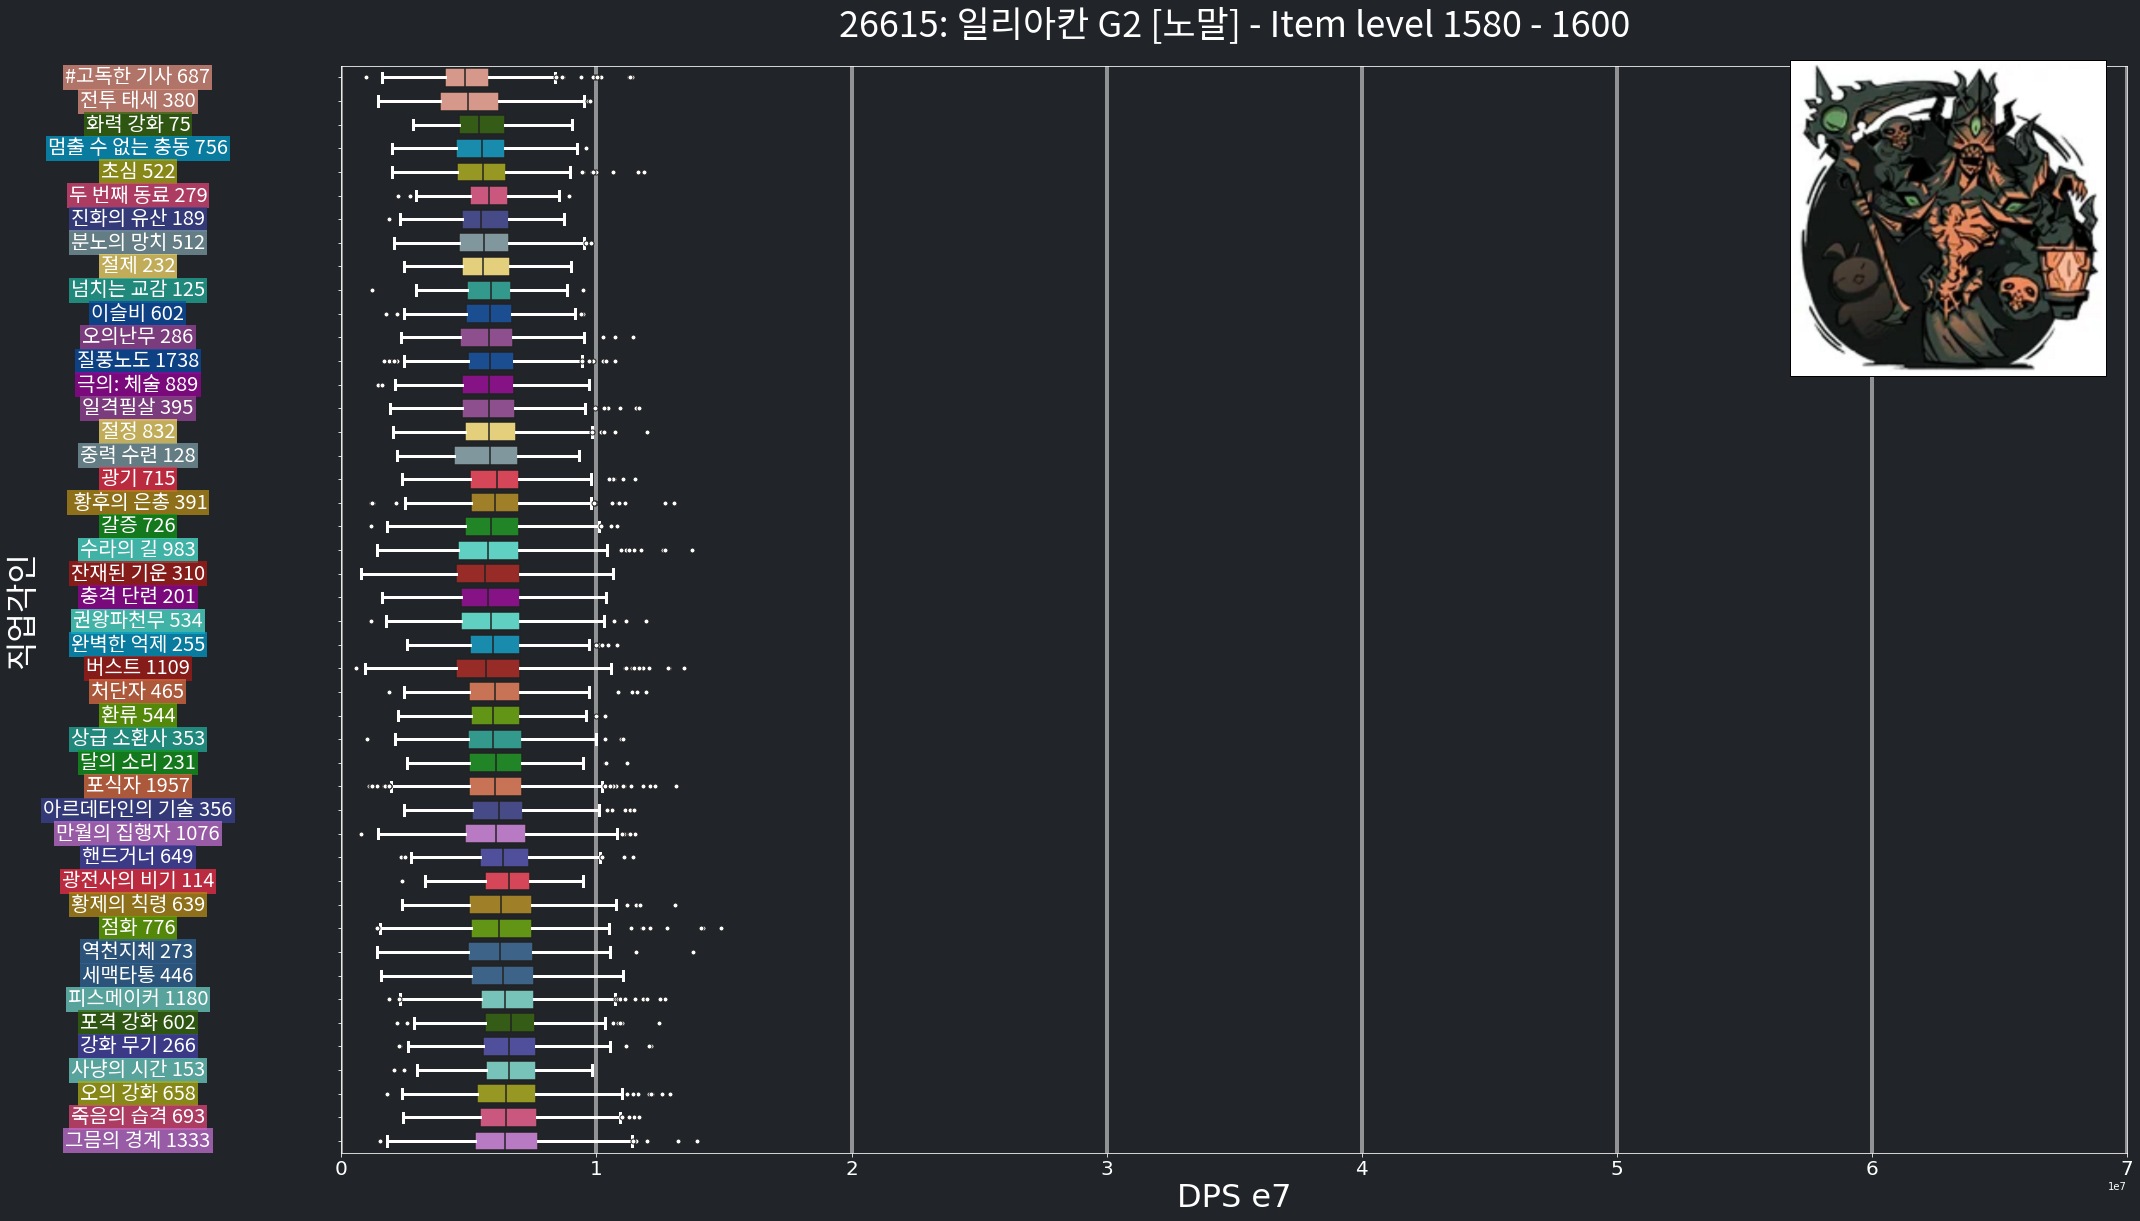 26615: 일리아칸 G2 [노말] - Item level 1580 - 1600
#고독한 기사 687
전투 태세 380
화력 강화 75
멈출 수 없는 충동 756
초심 522
두 번째 동료 279
진화의 유산 189
분노의 망치 512
절제 232
넘치는 교감 125
이슬비 602
오의난무 286
질풍노도 1738
극의: 체술 889
일격필살 395
절정 832
중력 수련 128
광기 715
황후의 은총 391
갈증 726
수라의 길 983
잔재된 기운 310
충격 단련 201
권왕파천무 534
완벽한 억제 255
버스트 1109
처단자 465
환류 544
상급 소환사 353
달의 소리 231
포식자 1957
아르데타인의 기술 356
만월의 집행자 1076
핸드거너 649
광전사의 비기 114
황제의 칙령 639
점화 776
역천지체 273
세맥타통 446
피스메이커 1180
포격 강화 602
강화 무기 266
사냥의 시간 153
오의 강화 658
죽음의 습격 693
그믐의 경계 1333
직업각인
0 1 2 3 4 5 6 7
1e7
DPS e7